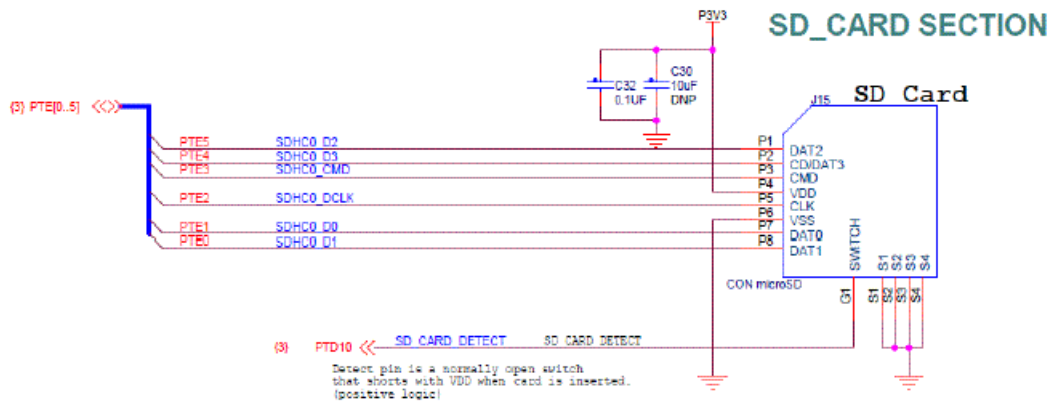 P3V3
SD_CARD SECTION
C32
0.1UF
C30
10uF
DNP
J15
SD Card
{3} PTE[0..5]
PTE5 SDHC0_D2 P1 DAT2
PTE4 SDHC0_D3 P2 CD/DAT3
PTE3 SDHC0_CMD P3 CMD
P4 VDD
PTE2 SDHC0_DCLK P5 CLK
P6 VSS
PTE1 SDHC0_D0 P7 DAT0
PTE0 SDHC0_D1 P8 DAT1
SWITCH
S1
S2
S3
S4
CON microSD
G1
S1
S2
S3
S4
{3} PTD10 SD_CARD_DETECT SD_CARD_DETECT
Detect pin is a normally open switch
that shorts with VDD when card is inserted.
(positive logic)